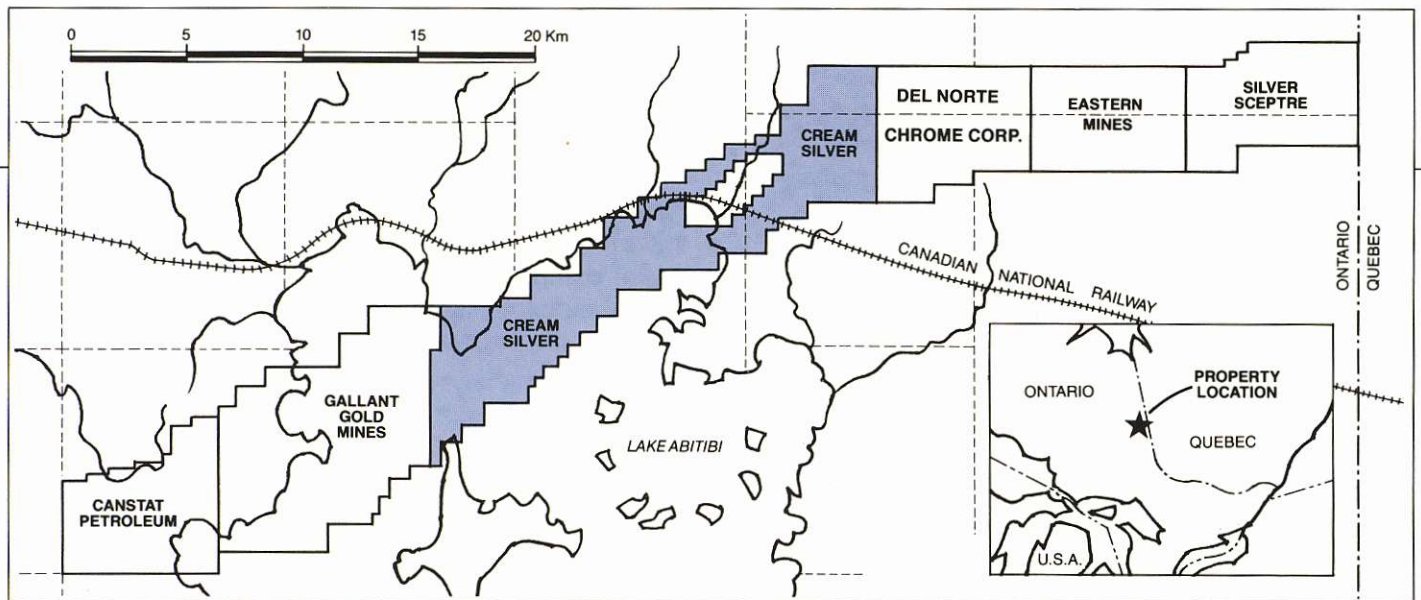 0 5 10 15 20 Km
DEL NORTE
CHROME CORP.
EASTERN
MINES
SILVER
SCEPTRE
CREAM
SILVER
ONTARIO
QUEBEC
CANADIAN NATIONAL RAILWAY
CREAM
SILVER
GALLANT
GOLD
MINES
LAKE ABITIBI
CANSTAT
PETROLEUM
ONTARIO
PROPERTY
LOCATION
QUEBEC
U.S.A.